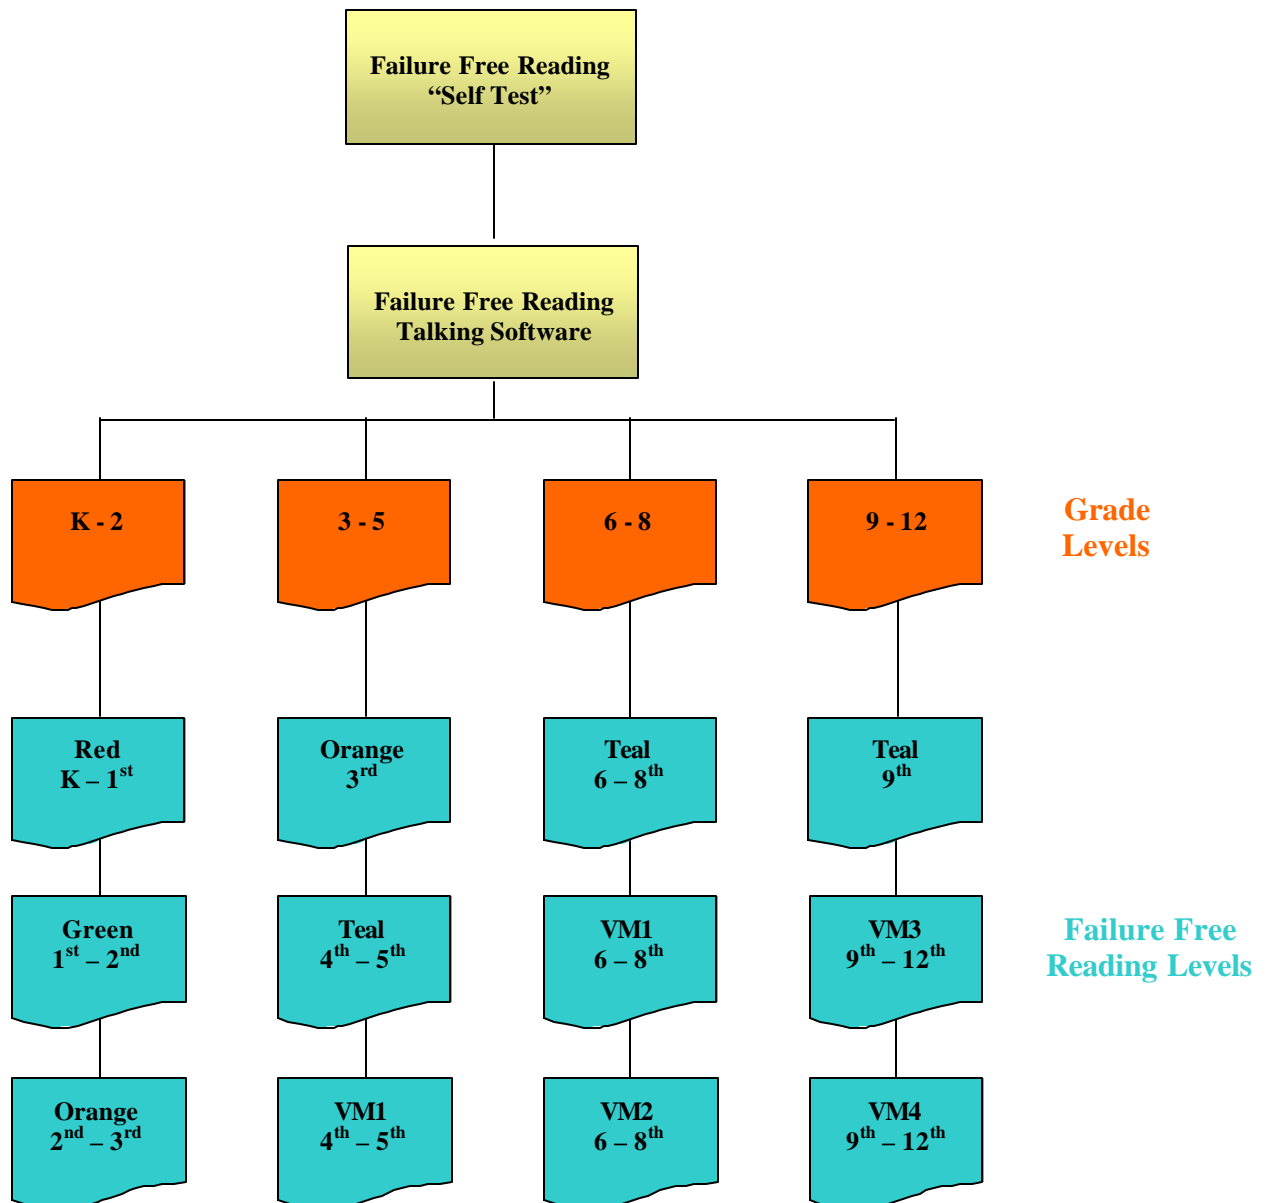 Failure Free Reading
“Self Test”
Failure Free Reading
Talking Software
K - 2
3 - 5
6 - 8
9 - 12
Grade
Levels
Red
K – 1st
Orange
3rd
Teal
6 – 8th
Teal
9th
Green
1st – 2nd
Teal
4th – 5th
VM1
6 – 8th
VM3
9th – 12th
Failure Free
Reading Levels
Orange
2nd – 3rd
VM1
4th – 5th
VM2
6 – 8th
VM4
9th – 12th